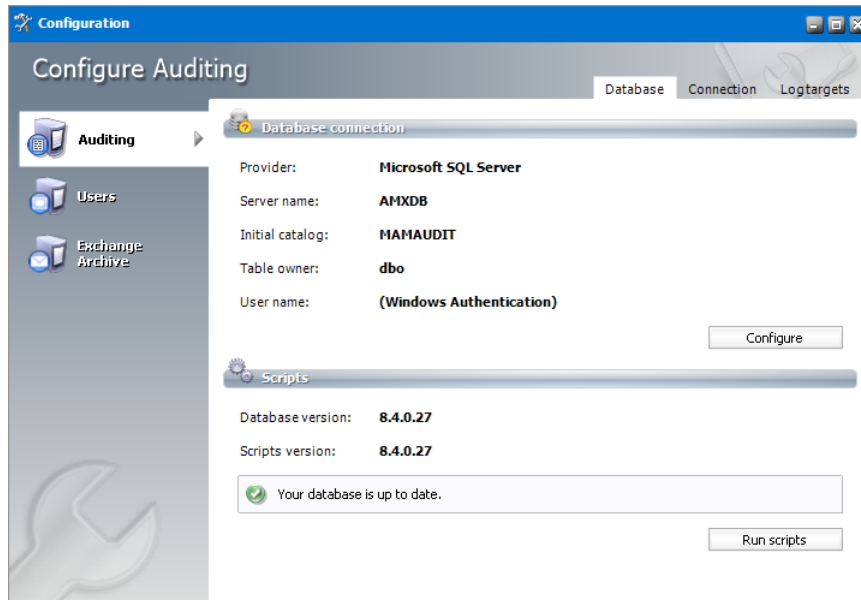 Configuration
Configure Auditing
Database Connection Logtargets
Auditing
Users
Exchange
Archive
Database connection
Provider: Microsoft SQL Server
Server name: AMXDB
Initial catalog: MAMAUDIT
Table owner: dbo
User name: (Windows Authentication)
Configure
Scripts
Database version: 8.4.0.27
Scripts version: 8.4.0.27
Your database is up to date.
Run scripts